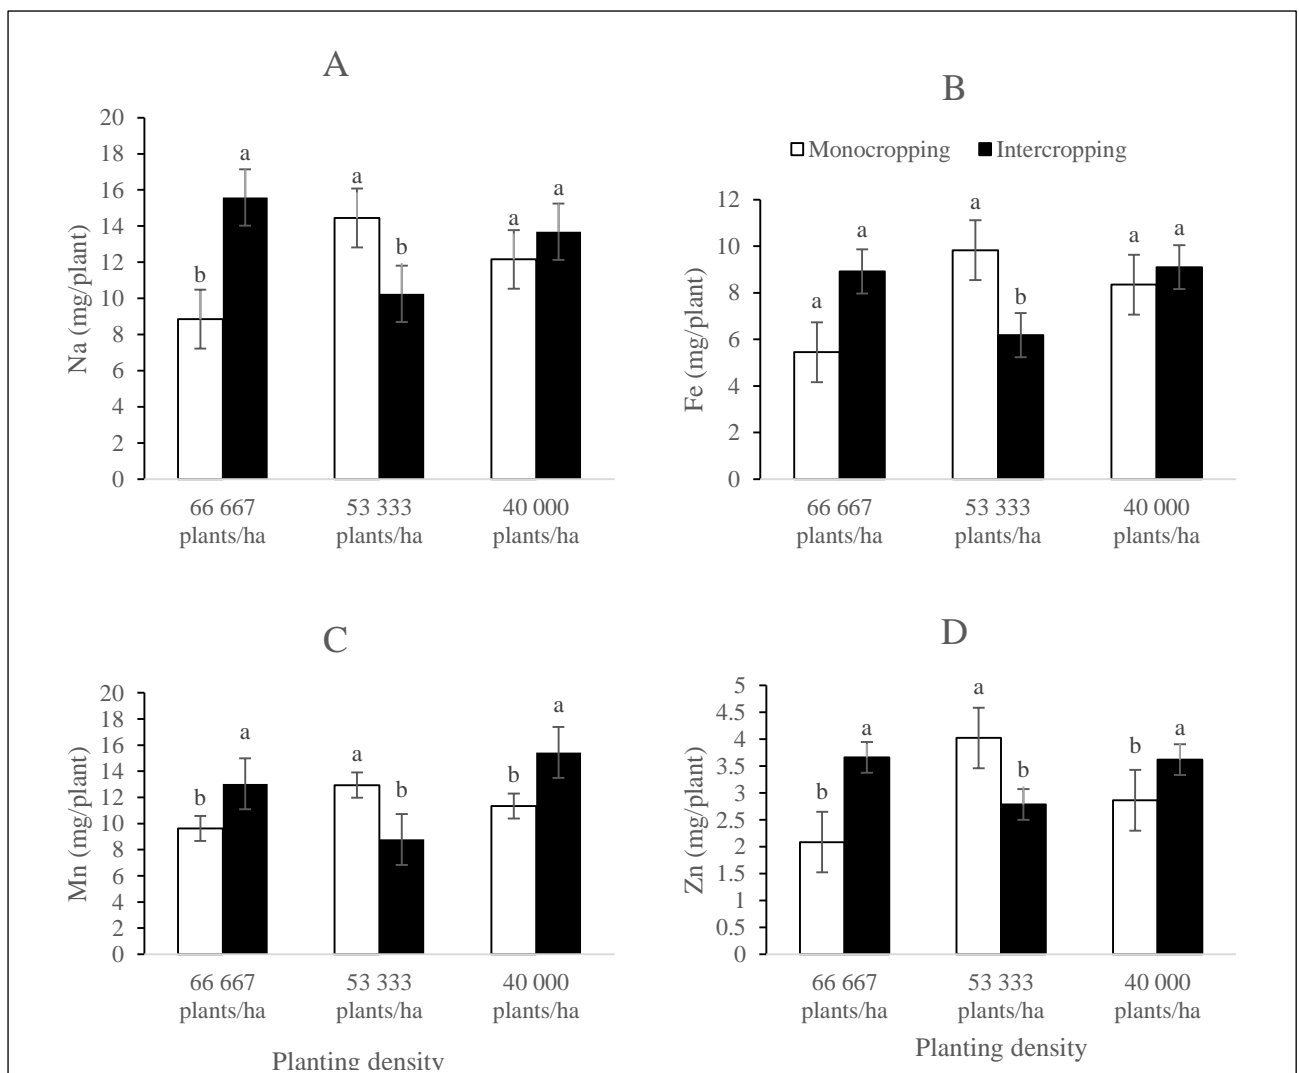 A
Na (mg/plant)
20
18
16
14
12
10
8
6
4
2
0
b
a
a
b
a
a
66 667
plants/ha
53 333
plants/ha
40 000
plants/ha
B
Monocropping
Intercropping
Fe (mg/plant)
12
10
8
6
4
2
0
a
a
a
b
a
a
66 667
plants/ha
53 333
plants/ha
40 000
plants/ha
C
Mn (mg/plant)
20
18
16
14
12
10
8
6
4
2
0
b
a
a
b
b
a
66 667
plants/ha
53 333
plants/ha
40 000
plants/ha
Planting density
D
Zn (mg/plant)
5
4.5
4
3.5
3
2.5
2
1.5
1
0.5
0
b
a
a
b
b
a
66 667
plants/ha
53 333
plants/ha
40 000
plants/ha
Planting density